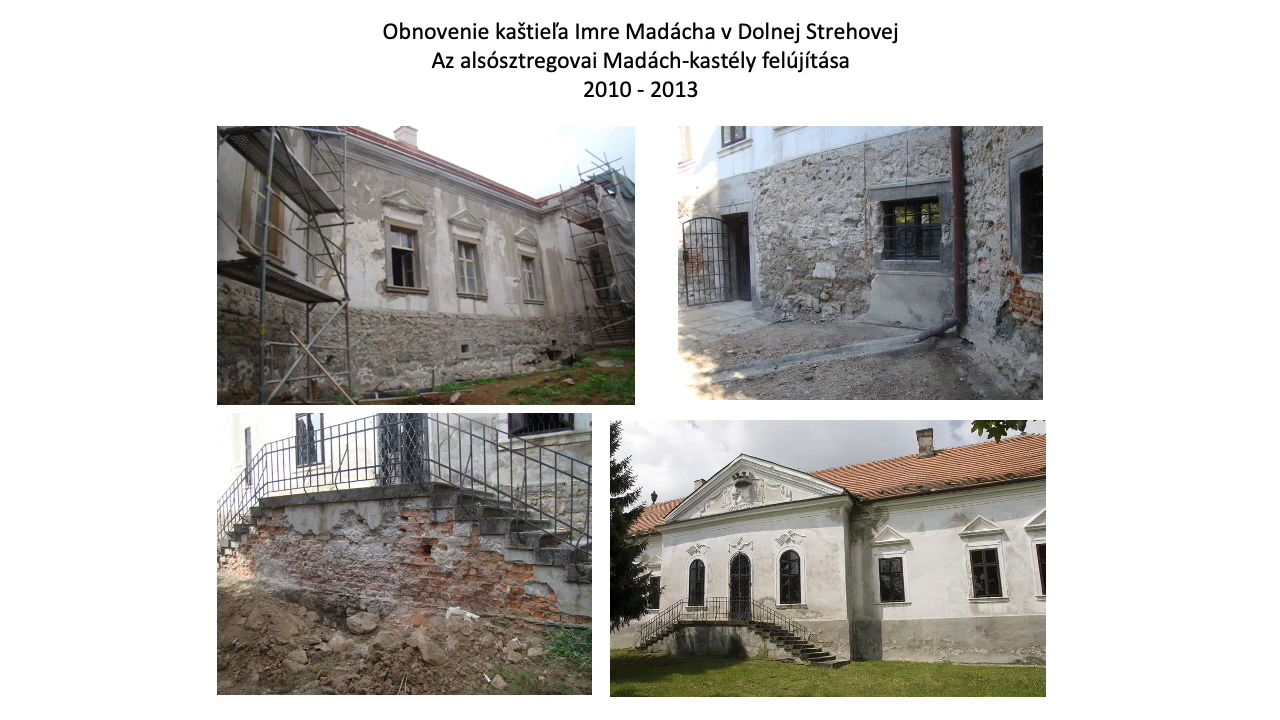 Obnovenie kaštieľa Imre Madácha v Dolnej Strehovej
Az alsósztregovai Madách-kastély felújítása
2010 - 2013